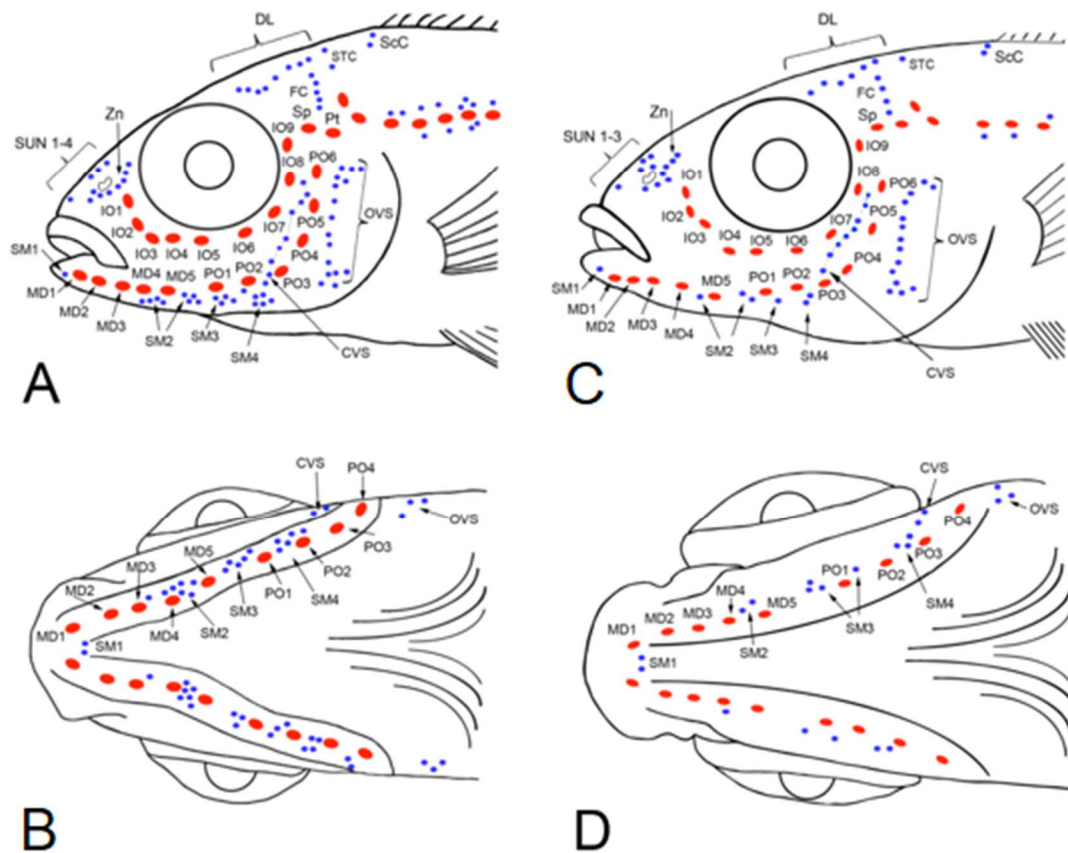 DL
ScC
STC
FC
Zn
Sp
Pt
SUN 1-4
IO9
IO8
PO6
IO1
IO2
IO7
PO5
OVS
IO3
IO4
IO5
IO6
PO4
SM1
MD4
MD5
PO1
PO2
PO3
MD1
MD2
MD3
SM2
SM3
SM4
CVS
A
DL
ScC
STC
FC
Zn
Sp
SUN 1-3
IO9
IO8
PO6
IO1
IO2
IO7
PO5
OVS
IO3
IO4
IO5
IO6
PO4
MD5
PO1
PO2
PO3
SM1
MD1
MD2
MD3
MD4
SM2
SM3
SM4
CVS
C
CVS
PO4
OVS
MD5
PO3
MD3
PO2
MD2
PO1
SM4
SM3
MD1
MD4
SM2
SM1
B
CVS
PO4
OVS
PO3
PO1
PO2
MD4
MD5
SM4
MD3
MD2
SM3
MD1
SM2
SM1
D